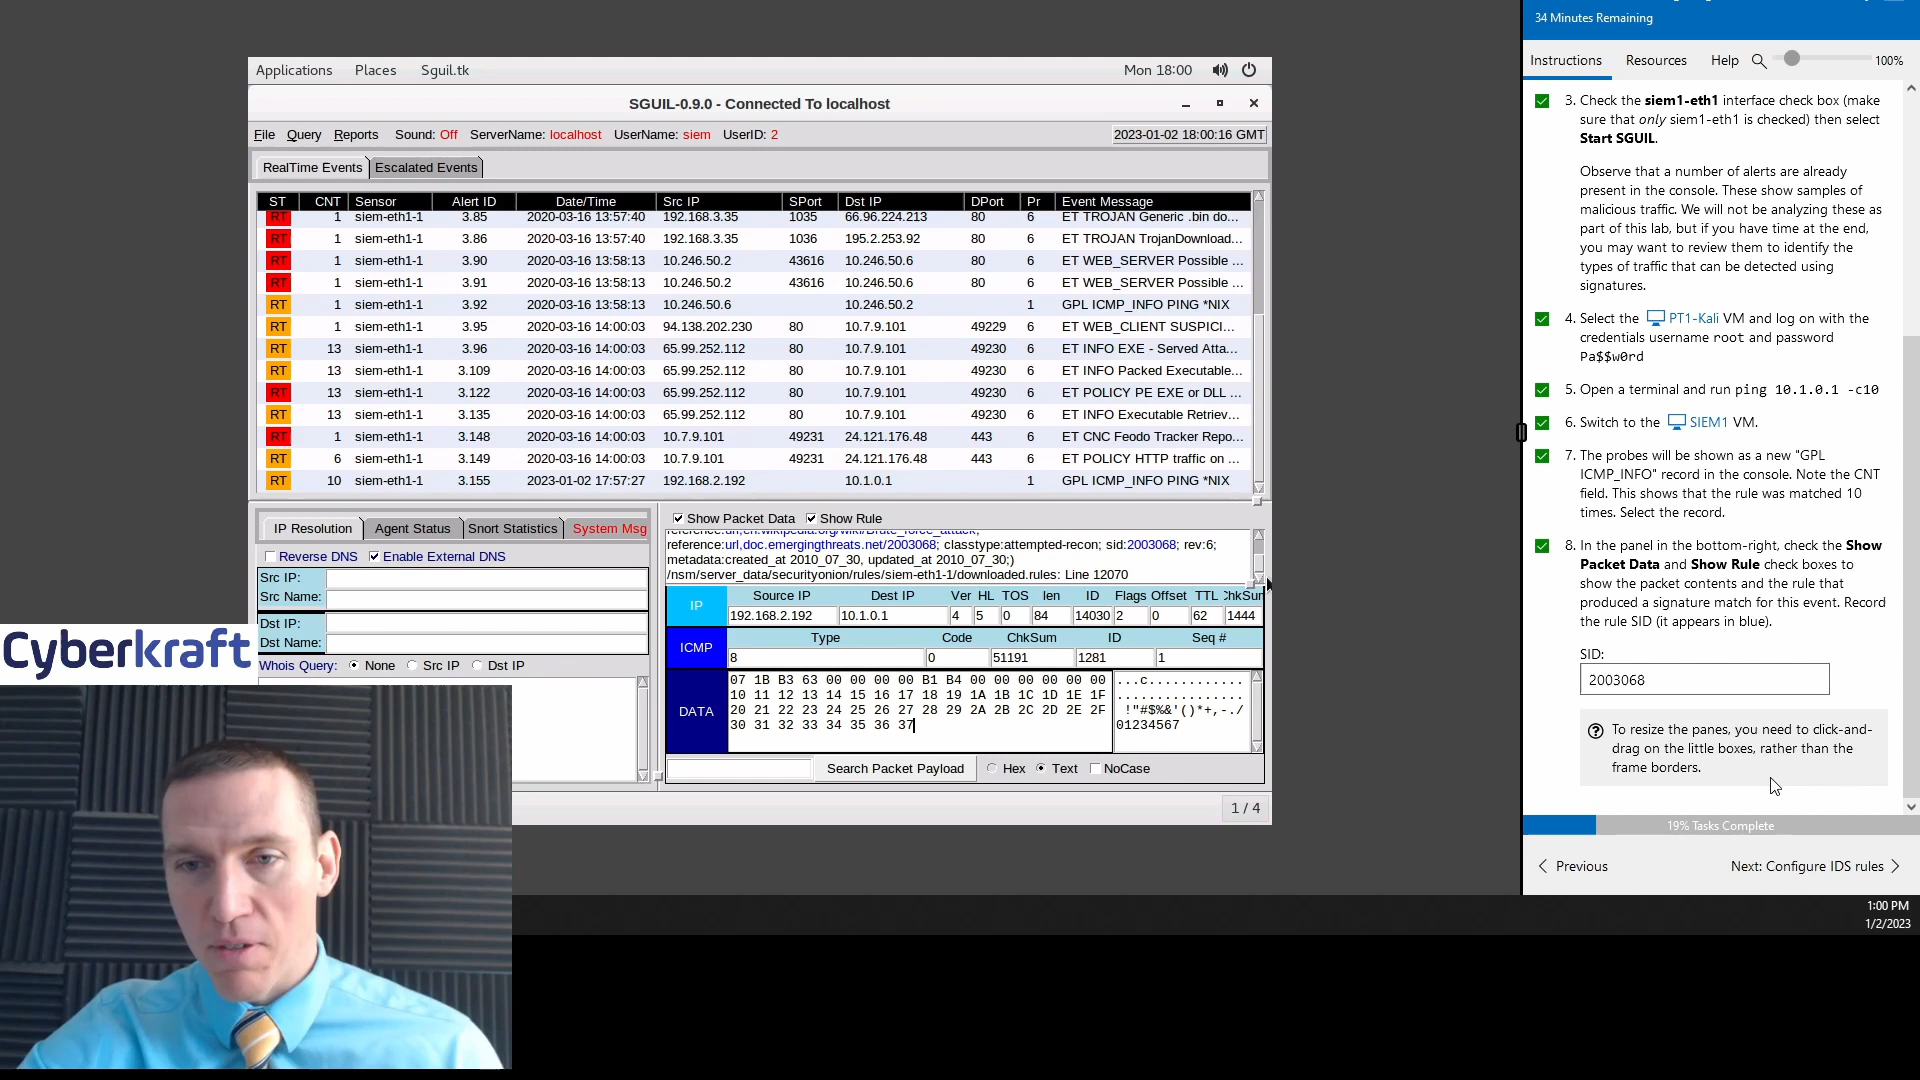 34 Minutes Remaining
Instructions Resources Help 100%
Applications Places Sguil.tk Mon 18:00
SGUIL-0.9.0 - Connected To localhost
File Query Reports Sound: Off ServerName: localhost UserName: siem UserID: 2 2023-01-02 18:00:16 GMT
RealTime Events Escalated Events
ST CNT Sensor Alert ID Date/Time Src IP SPort Dst IP DPort Pr Event Message
RT 1 siem-eth1-1 3.85 2020-03-16 13:57:40 192.168.3.35 1035 66.96.224.213 80 6 ET TROJAN Generic .bin do...
RT 1 siem-eth1-1 3.86 2020-03-16 13:57:40 192.168.3.35 1036 195.2.253.92 80 6 ET TROJAN TrojanDownload...
RT 1 siem-eth1-1 3.90 2020-03-16 13:58:13 10.246.50.2 43616 10.246.50.6 80 6 ET WEB_SERVER Possible ...
RT 1 siem-eth1-1 3.91 2020-03-16 13:58:13 10.246.50.2 43616 10.246.50.6 80 6 ET WEB_SERVER Possible ...
RT 1 siem-eth1-1 3.92 2020-03-16 13:58:13 10.246.50.6 10.246.50.2 1 GPL ICMP_INFO PING *NIX
RT 1 siem-eth1-1 3.95 2020-03-16 14:00:03 94.138.202.230 80 10.7.9.101 49229 6 ET WEB_CLIENT SUSPICI...
RT 13 siem-eth1-1 3.96 2020-03-16 14:00:03 65.99.252.112 80 10.7.9.101 49230 6 ET INFO EXE - Served Atta...
RT 13 siem-eth1-1 3.109 2020-03-16 14:00:03 65.99.252.112 80 10.7.9.101 49230 6 ET INFO Packed Executable...
RT 13 siem-eth1-1 3.122 2020-03-16 14:00:03 65.99.252.112 80 10.7.9.101 49230 6 ET POLICY PE EXE or DLL ...
RT 13 siem-eth1-1 3.135 2020-03-16 14:00:03 65.99.252.112 80 10.7.9.101 49230 6 ET INFO Executable Retriev...
RT 1 siem-eth1-1 3.148 2020-03-16 14:00:03 10.7.9.101 49231 24.121.176.48 443 6 ET CNC Feodo Tracker Repo...
RT 6 siem-eth1-1 3.149 2020-03-16 14:00:03 10.7.9.101 49231 24.121.176.48 443 6 ET POLICY HTTP traffic on ...
RT 10 siem-eth1-1 3.155 2023-01-02 17:57:27 192.168.2.192 10.1.0.1 1 GPL ICMP_INFO PING *NIX
IP Resolution Agent Status Snort Statistics System Msg
Reverse DNS Enable External DNS
Src IP:
Src Name:
Dst IP:
Dst Name:
Whois Query: None Src IP Dst IP
Show Packet Data Show Rule
reference:url,en.wikipedia.org/wiki/Brute_force_attack;
reference:url,doc.emergingthreats.net/2003068; classtype:attempted-recon; sid:2003068; rev:6;
metadata:created_at 2010_07_30, updated_at 2010_07_30;)
/nsm/server_data/securityonion/rules/siem-eth1-1/downloaded.rules: Line 12070
IP Source IP Dest IP Ver HL TOS len ID Flags Offset TTL ChkSum
192.168.2.192 10.1.0.1 4 5 0 84 14030 2 0 62 1444
ICMP Type Code ChkSum ID Seq #
8 0 51191 1281 1
DATA
07 1B B3 63 00 00 00 00 B1 B4 00 00 00 00 00 00 ...c............
10 11 12 13 14 15 16 17 18 19 1A 1B 1C 1D 1E 1F ................
20 21 22 23 24 25 26 27 28 29 2A 2B 2C 2D 2E 2F  !"#$%&'()*+,-./
30 31 32 33 34 35 36 37 01234567
Search Packet Payload Hex Text NoCase
1 / 4
Cyberkraft
3. Check the siem1-eth1 interface check box (make
sure that only siem1-eth1 is checked) then select
Start SGUIL.
Observe that a number of alerts are already
present in the console. These show samples of
malicious traffic. We will not be analyzing these as
part of this lab, but if you have time at the end,
you may want to review them to identify the
types of traffic that can be detected using
signatures.
4. Select the PT1-Kali VM and log on with the
credentials username root and password
Pa$$w0rd
5. Open a terminal and run ping 10.1.0.1 -c10
6. Switch to the SIEM1 VM.
7. The probes will be shown as a new "GPL
ICMP_INFO" record in the console. Note the CNT
field. This shows that the rule was matched 10
times. Select the record.
8. In the panel in the bottom-right, check the Show
Packet Data and Show Rule check boxes to
show the packet contents and the rule that
produced a signature match for this event. Record
the rule SID (it appears in blue).
SID:
2003068
To resize the panes, you need to click-and-
drag on the little boxes, rather than the
frame borders.
19% Tasks Complete
Previous Next: Configure IDS rules
1:00 PM
1/2/2023